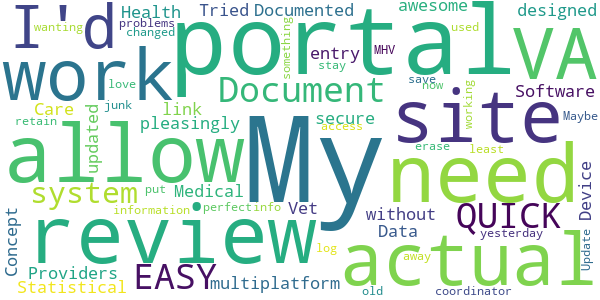 I'd
portal
VA
work
Document
My
site
allow
need
review
actual
system
QUICK
EASY
wanting
Health
Tried
Documented
awesome
designed
problems
changed
something
entry
MHV
used
love
stay
save
now
Software
Care
junk
link
secure
working
Maybe
retain
updated
pleasingly
access
erase
least
Medical
put
information
perfect
info
Vet
without
Data
yesterday
Device
Update
Concept
Providers
Statistical
multiplatform
log
away
old
coordinator